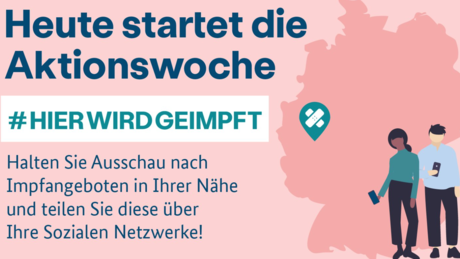 Heute startet die
Aktionswoche
#HIERWIRDGEIMPFT
Halten Sie Ausschau nach
Impfangeboten in Ihrer Nähe
und teilen Sie diese über
Ihre Sozialen Netzwerke!